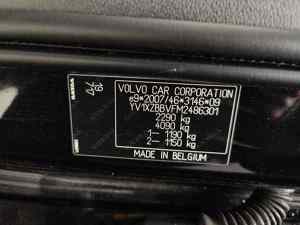 VOLVO CAR CORPORATION
e9*2007/46*3146*09
YV1XZBBVFM2486301
2290 kg
4090 kg
1– 1190 kg
2– 1150 kg
MADE IN BELGIUM